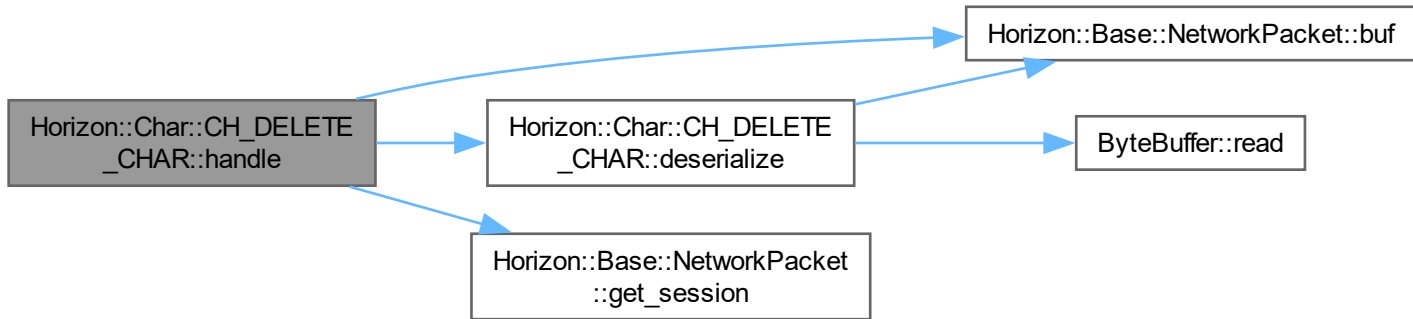 Horizon::Base::NetworkPacket::buf
Horizon::Char::CH_DELETE
_CHAR::handle
Horizon::Char::CH_DELETE
_CHAR::deserialize
ByteBuffer::read
Horizon::Base::NetworkPacket
::get_session